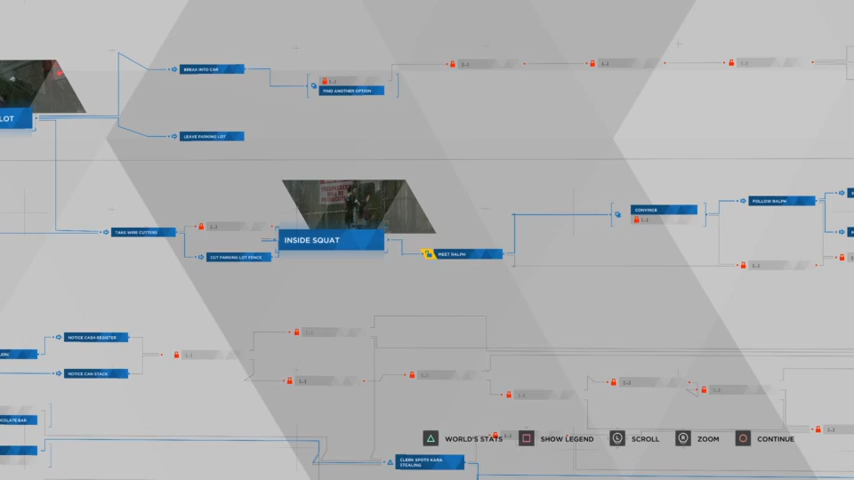 BREAK INTO CAR
[...]
[...]
[...]
[...]
FIND ANOTHER OPTION
LOT
LEAVE PARKING LOT
CONVINCE
[...]
FOLLOW RALPH
TAKE WIRE CUTTERS
[...]
INSIDE SQUAT
CUT PARKING LOT FENCE
MEET RALPH
[...]
NOTICE CASH REGISTER
[...]
[...]
NOTICE CAN STACK
[...]
[...]
[...]
[...]
[...]
COLATE BAR
[...]
WORLD'S STATS
SHOW LEGEND
L SCROLL
R ZOOM
CONTINUE
CLERK SPOTS KARA
STEALING